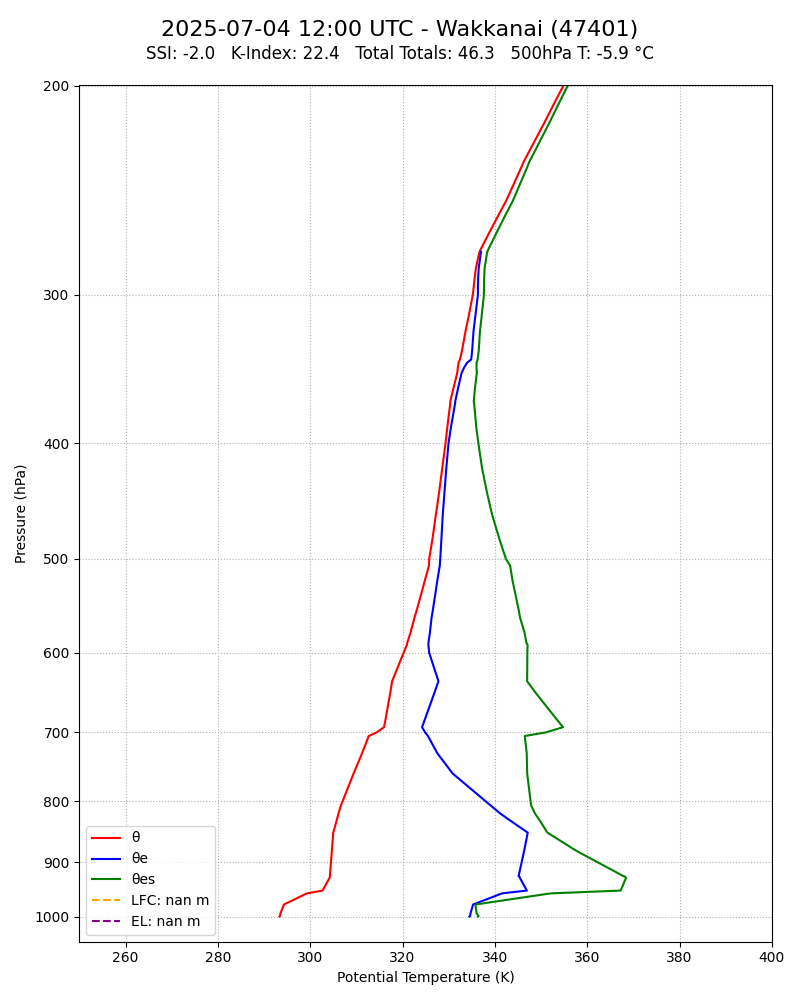 2025-07-04 12:00 UTC - Wakkanai (47401)
SSI: -2.0   K-Index: 22.4   Total Totals: 46.3   500hPa T: -5.9 °C
200
300
400
500
600
700
800
900
1000
Pressure (hPa)
θ
θe
θes
LFC: nan m
EL: nan m
260 280 300 320 340 360 380 400
Potential Temperature (K)